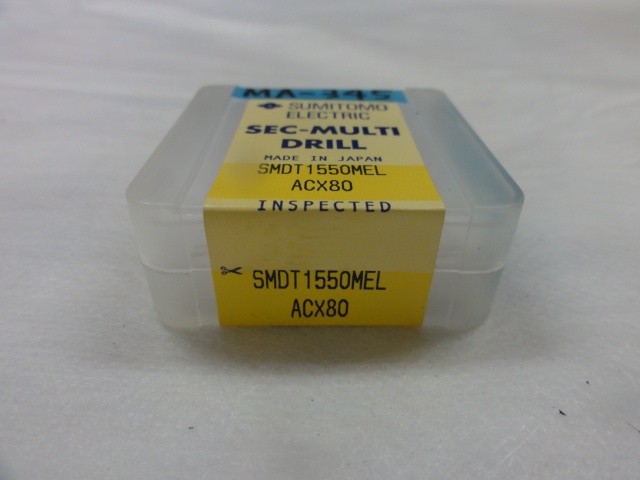 MA-345
SUMITOMO
ELECTRIC
SEC-MULTI
DRILL
MADE IN JAPAN
SMDT1550MEL
ACX80
INSPECTED
SMDT1550MEL
ACX80